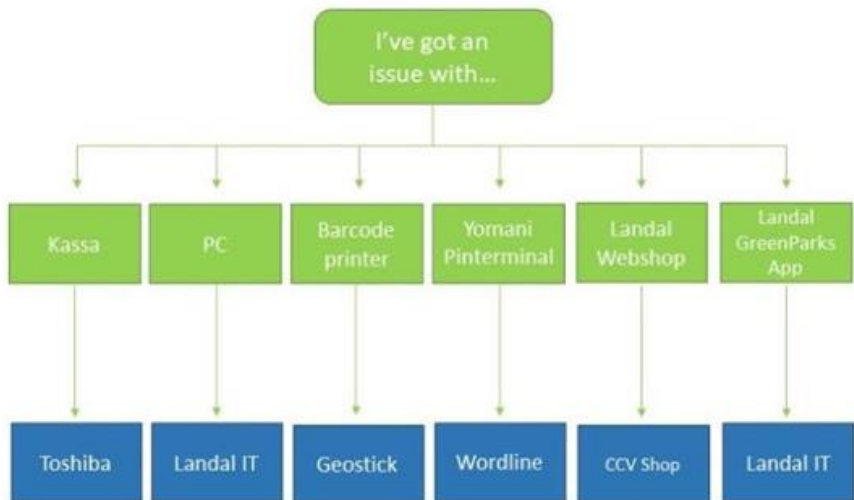 I've got an
issue with...
Kassa
PC
Barcode
printer
Yomani
Pinterminal
Landal
Webshop
Landal
GreenParks
App
Toshiba
Landal IT
Geostick
Wordline
CCV Shop
Landal IT